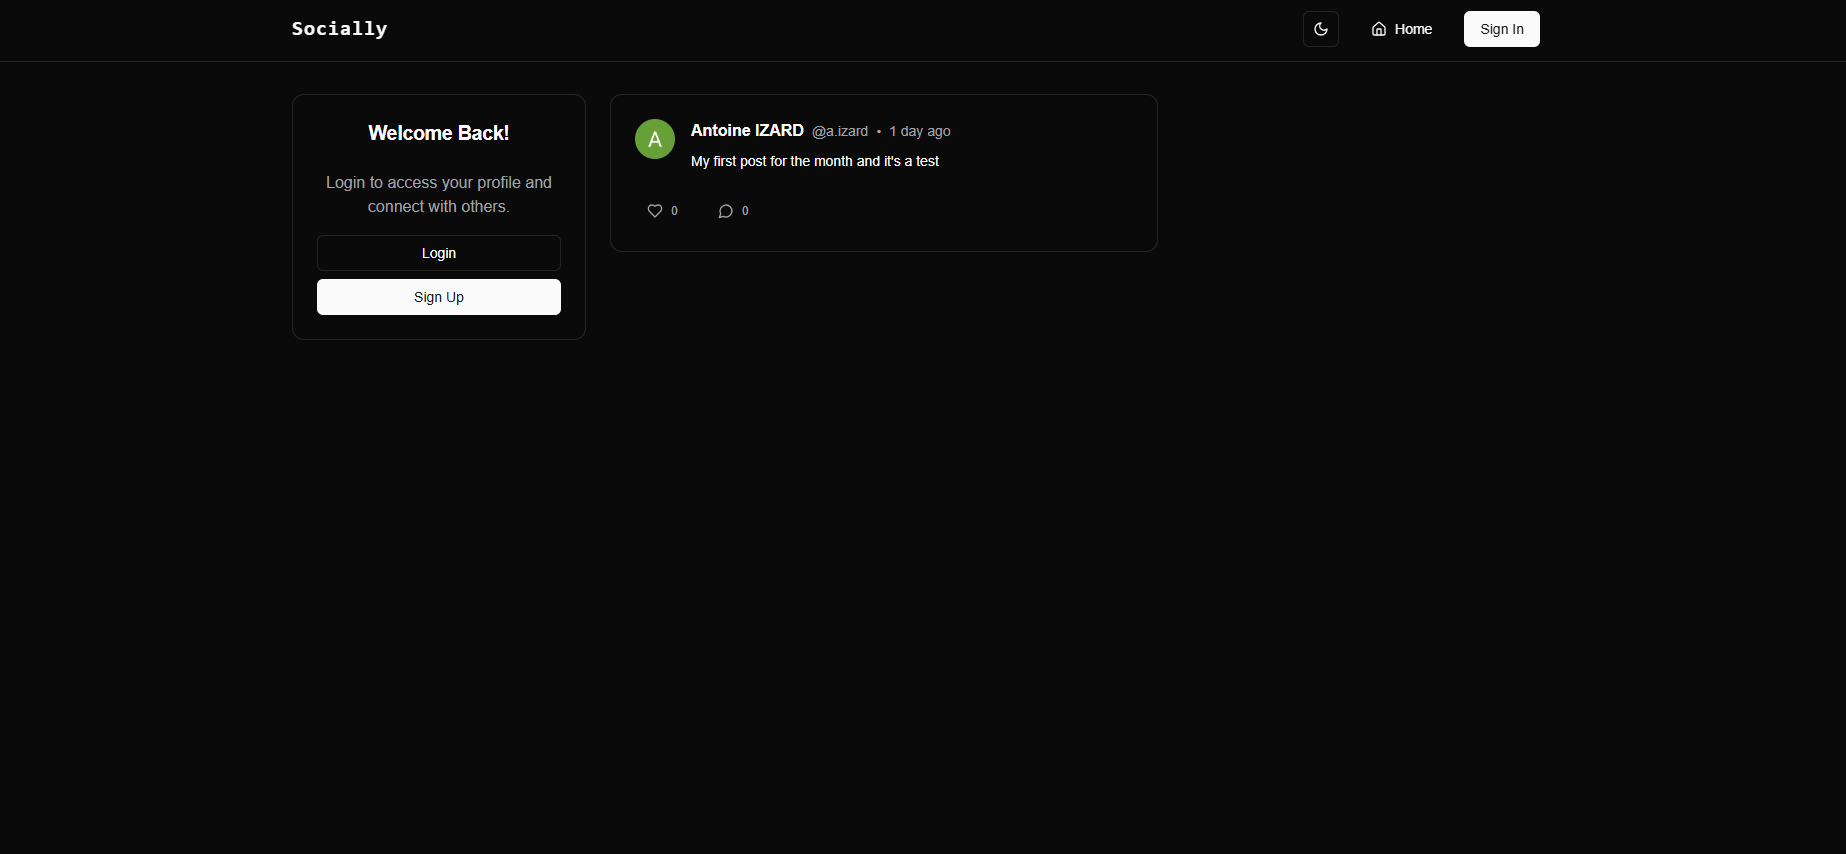 Socially
Home
Sign In
Welcome Back!
Login to access your profile and
connect with others.
Login
Sign Up
A
Antoine IZARD @a.izard • 1 day ago
My first post for the month and it's a test
0
0